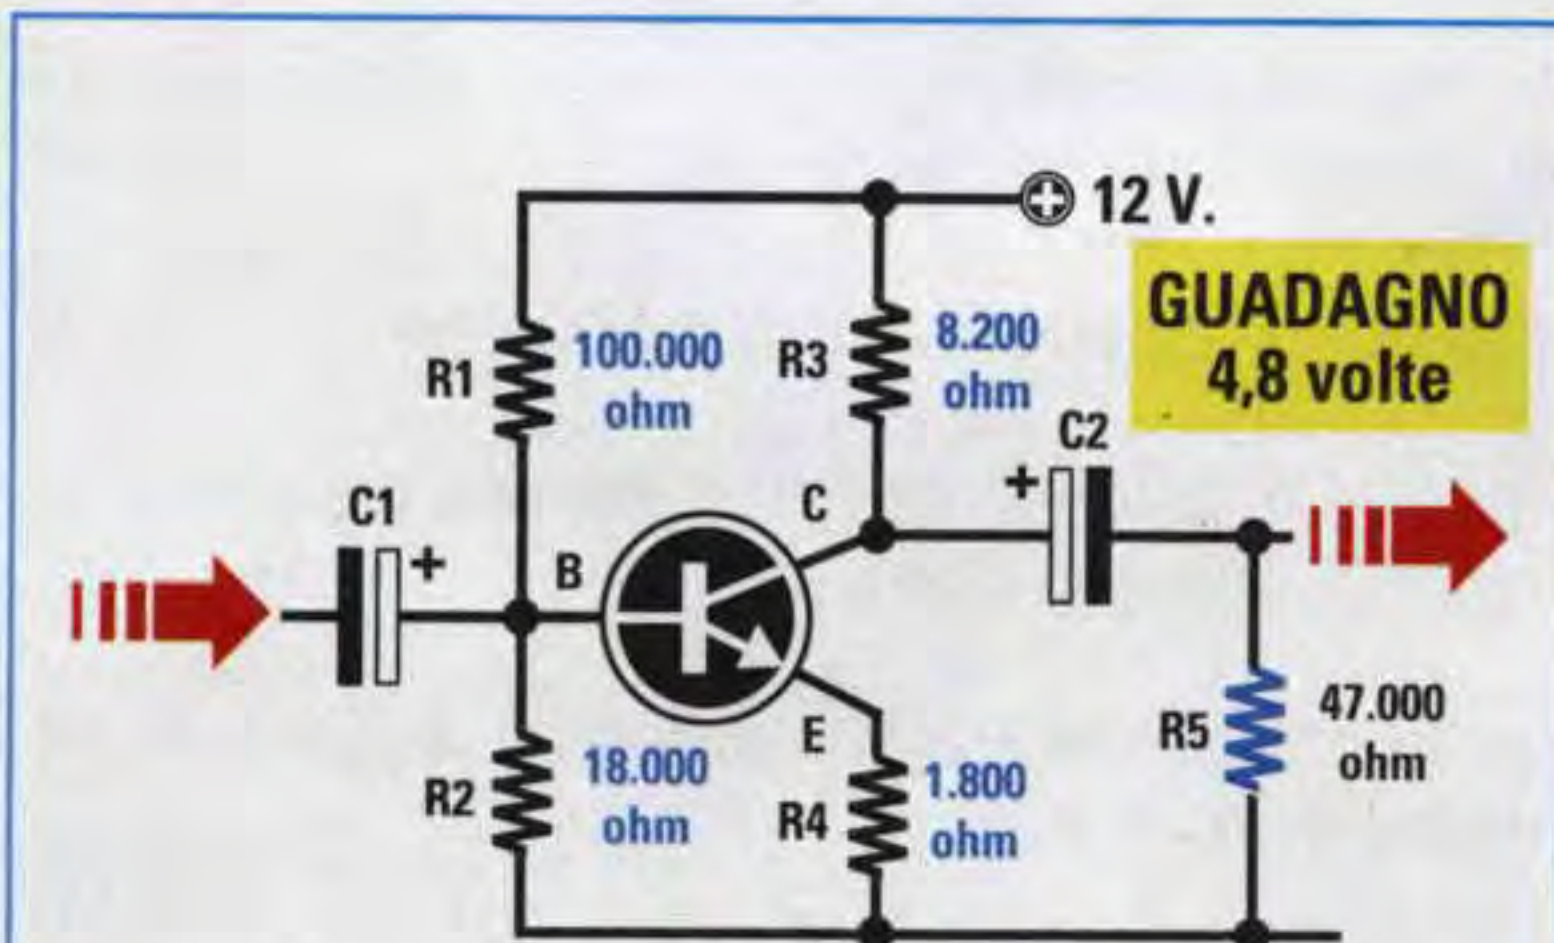 12 V.
GUADAGNO
4,8 volte
R1
100.000
ohm
R3
8.200
ohm
C2
+
C1
+
B
C
E
R2
18.000
ohm
R4
1.800
ohm
R5
47.000
ohm